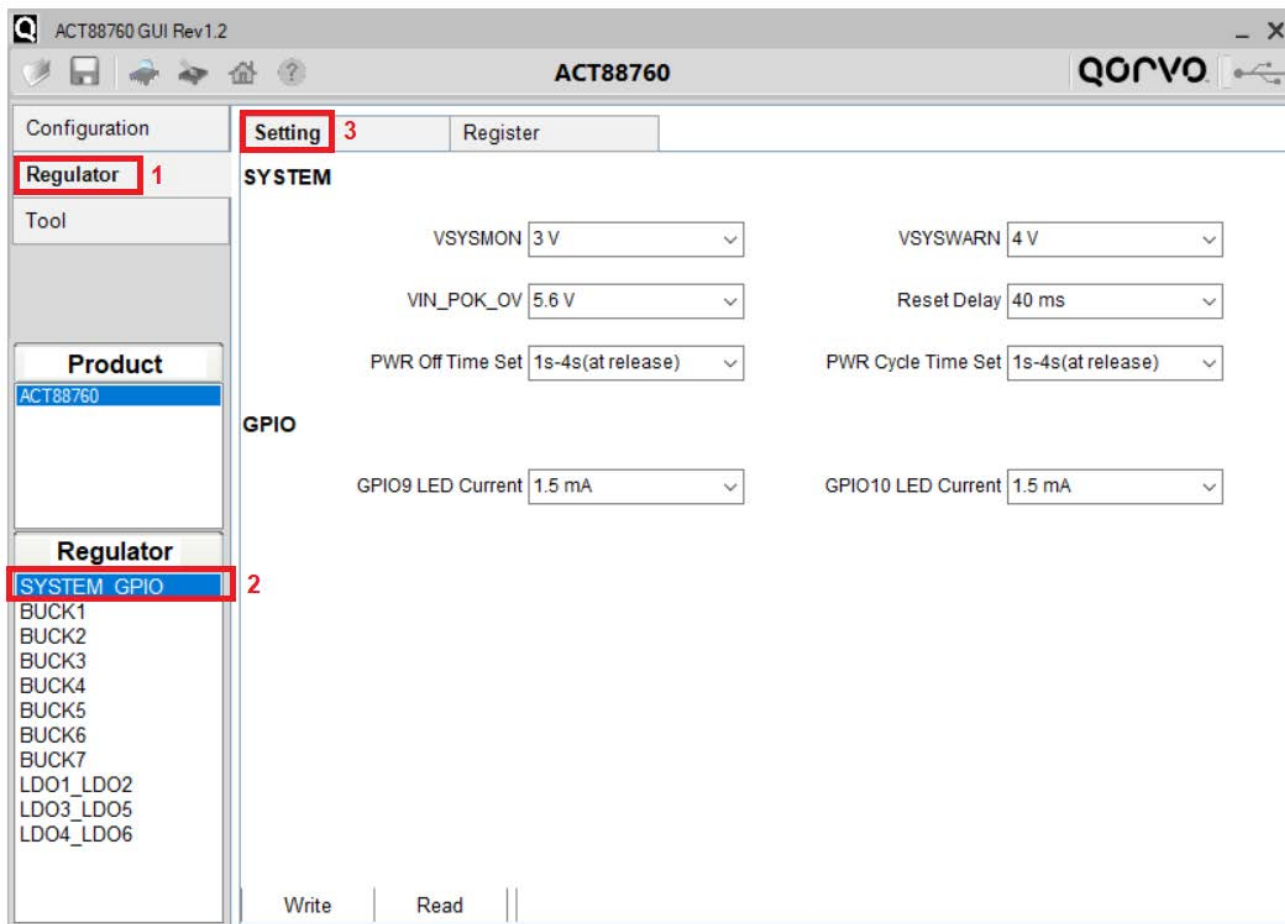 ACT88760 GUI Rev1.2
ACT88760
QORVO
Configuration
Regulator 1
Tool
Setting 3
Register
SYSTEM
VSYSMON 3 V
VSYSWARN 4 V
VIN_POK_OV 5.6 V
Reset Delay 40 ms
PWR Off Time Set 1s-4s(at release)
PWR Cycle Time Set 1s-4s(at release)
GPIO
GPIO9 LED Current 1.5 mA
GPIO10 LED Current 1.5 mA
Product
ACT88760
Regulator
SYSTEM_GPIO 2
BUCK1
BUCK2
BUCK3
BUCK4
BUCK5
BUCK6
BUCK7
LDO1_LDO2
LDO3_LDO5
LDO4_LDO6
Write
Read